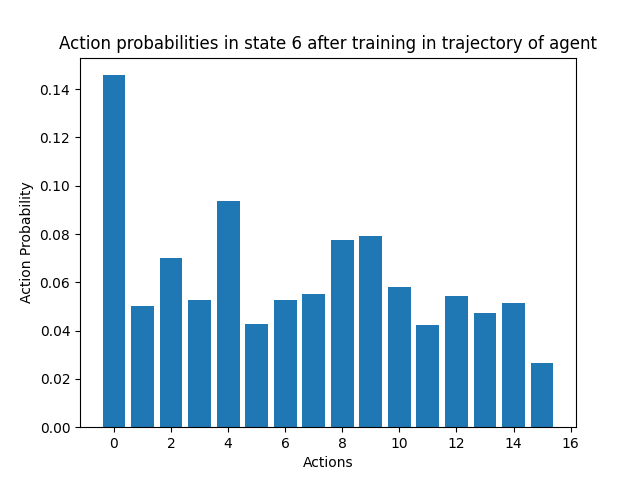 Action probabilities in state 6 after training in trajectory of agent
0.14
0.12
0.10
0.08
0.06
0.04
0.02
0.00
Action Probability
0 2 4 6 8 10 12 14 16
Actions